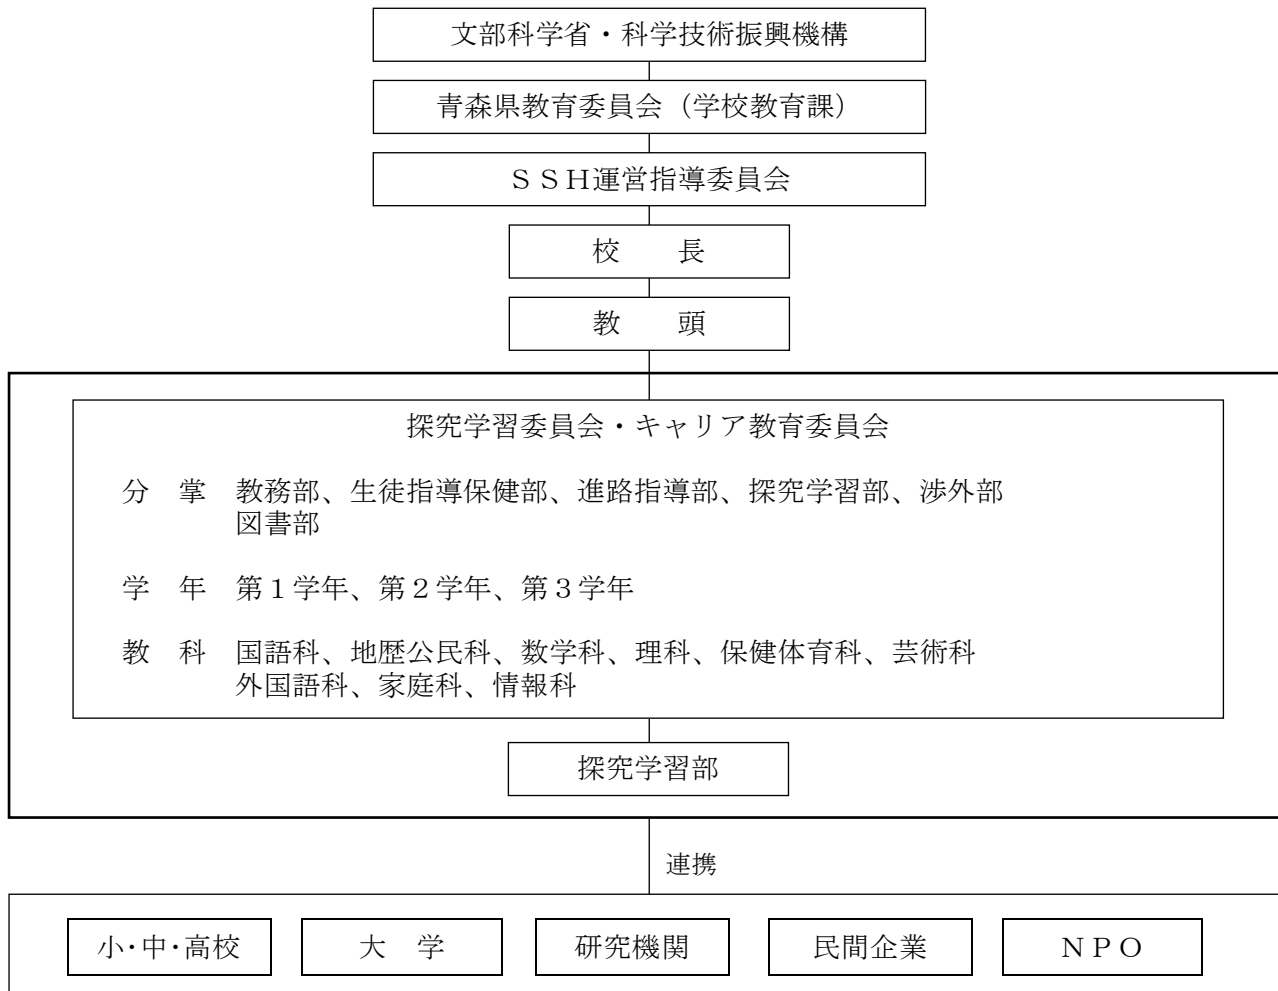 文部科学省・科学技術振興機構
青森県教育委員会（学校教育課）
ＳＳＨ運営指導委員会
校　　長
教　　頭
探究学習委員会・キャリア教育委員会
分　掌　教務部、生徒指導保健部、進路指導部、探究学習部、渉外部
図書部
学　年　第１学年、第２学年、第３学年
教　科　国語科、地歴公民科、数学科、理科、保健体育科、芸術科
外国語科、家庭科、情報科
探究学習部
連携
小・中・高校　大　学　研究機関　民間企業　ＮＰＯ